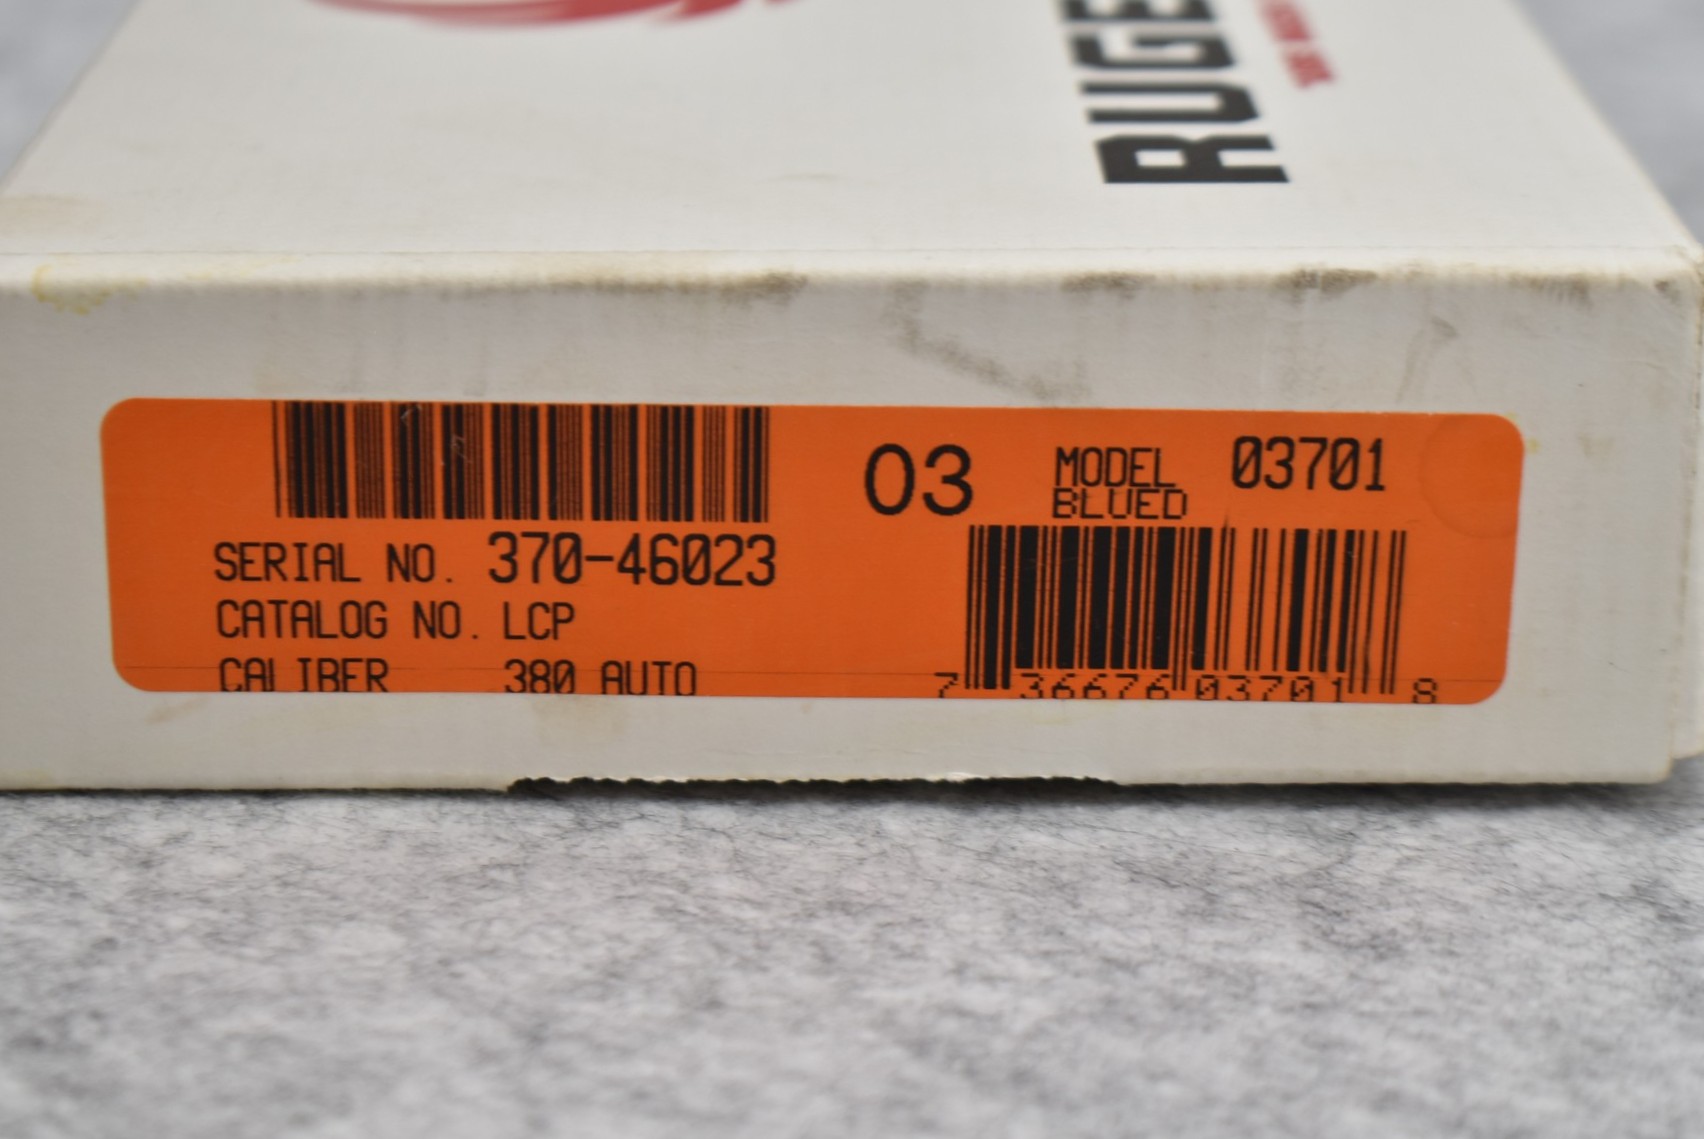 RUGE
SERIAL NO. 370-46023
CATALOG NO. LCP
CALIBER 380 AUTO
03
MODEL 03701
BLUED
7 36676 03701 8